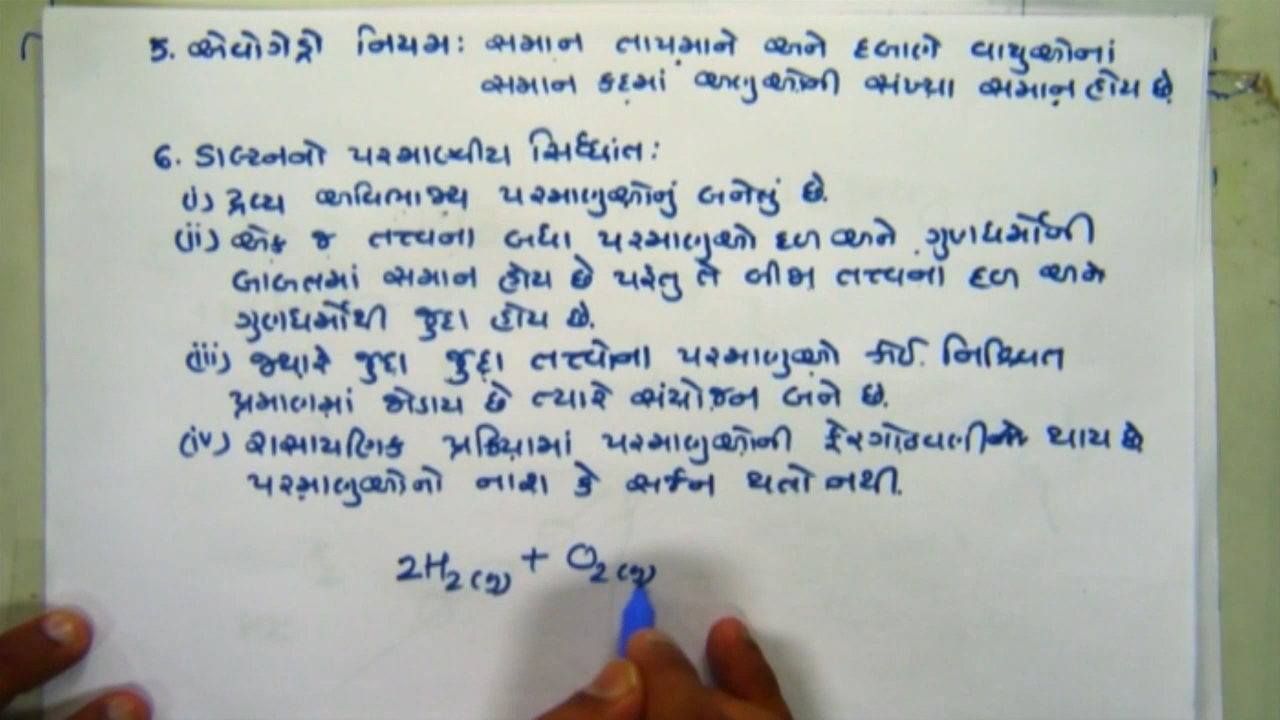 5. એવોગેડ્રો નિયમ: સમાન તાપમાને અને દબાણે વાયુઓનાં
સમાન કદમાં અણુઓની સંખ્યા સમાન હોય છે
6. ડાલ્ટનનો પરમાણ્વીય સિધ્ધાંત:
(i) દ્રવ્ય અવિભાજ્ય પરમાણુઓનું બનેલું છે.
(ii) એક જ તત્ત્વના બધા પરમાણુઓ દળ અને ગુણધર્મોની
બાબતમાં સમાન હોય છે પરંતુ તે બીજા તત્ત્વના દળ અને
ગુણધર્મોથી જુદા હોય છે.
(iii) જ્યારે જુદા જુદા તત્ત્વોના પરમાણુઓ કોઈ નિશ્ચિત
પ્રમાણમાં જોડાય છે ત્યારે સંયોજન બને છે.
(iv) રાસાયણિક પ્રક્રિયામાં પરમાણુઓની ફેરગોઠવણી થાય છે
પરમાણુઓનો નાશ કે સર્જન થતો નથી.
2H₂(g) + O₂(g)